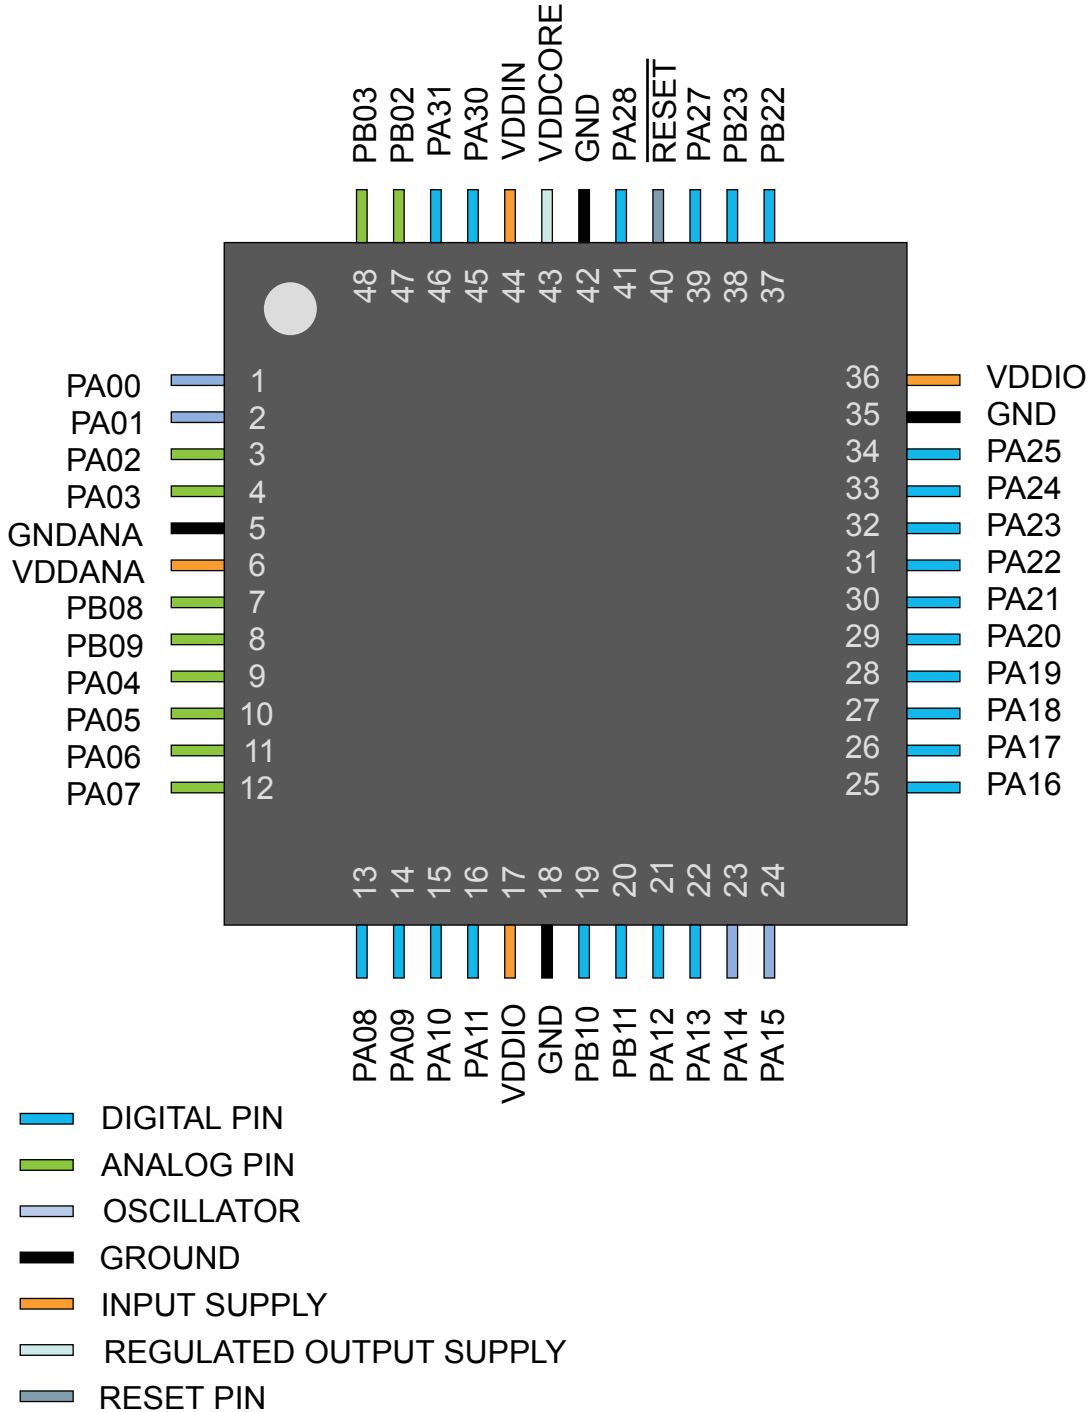 PB03
PB02
PA31
PA30
VDDIN
VDDCORE
GND
PA28
RESET
PA27
PB23
PB22
48
47
46
45
44
43
42
41
40
39
38
37
PA00 1
PA01 2
PA02 3
PA03 4
GNDANA 5
VDDANA 6
PB08 7
PB09 8
PA04 9
PA05 10
PA06 11
PA07 12
36 VDDIO
35 GND
34 PA25
33 PA24
32 PA23
31 PA22
30 PA21
29 PA20
28 PA19
27 PA18
26 PA17
25 PA16
13
14
15
16
17
18
19
20
21
22
23
24
PA08
PA09
PA10
PA11
VDDIO
GND
PB10
PB11
PA12
PA13
PA14
PA15
DIGITAL PIN
ANALOG PIN
OSCILLATOR
GROUND
INPUT SUPPLY
REGULATED OUTPUT SUPPLY
RESET PIN